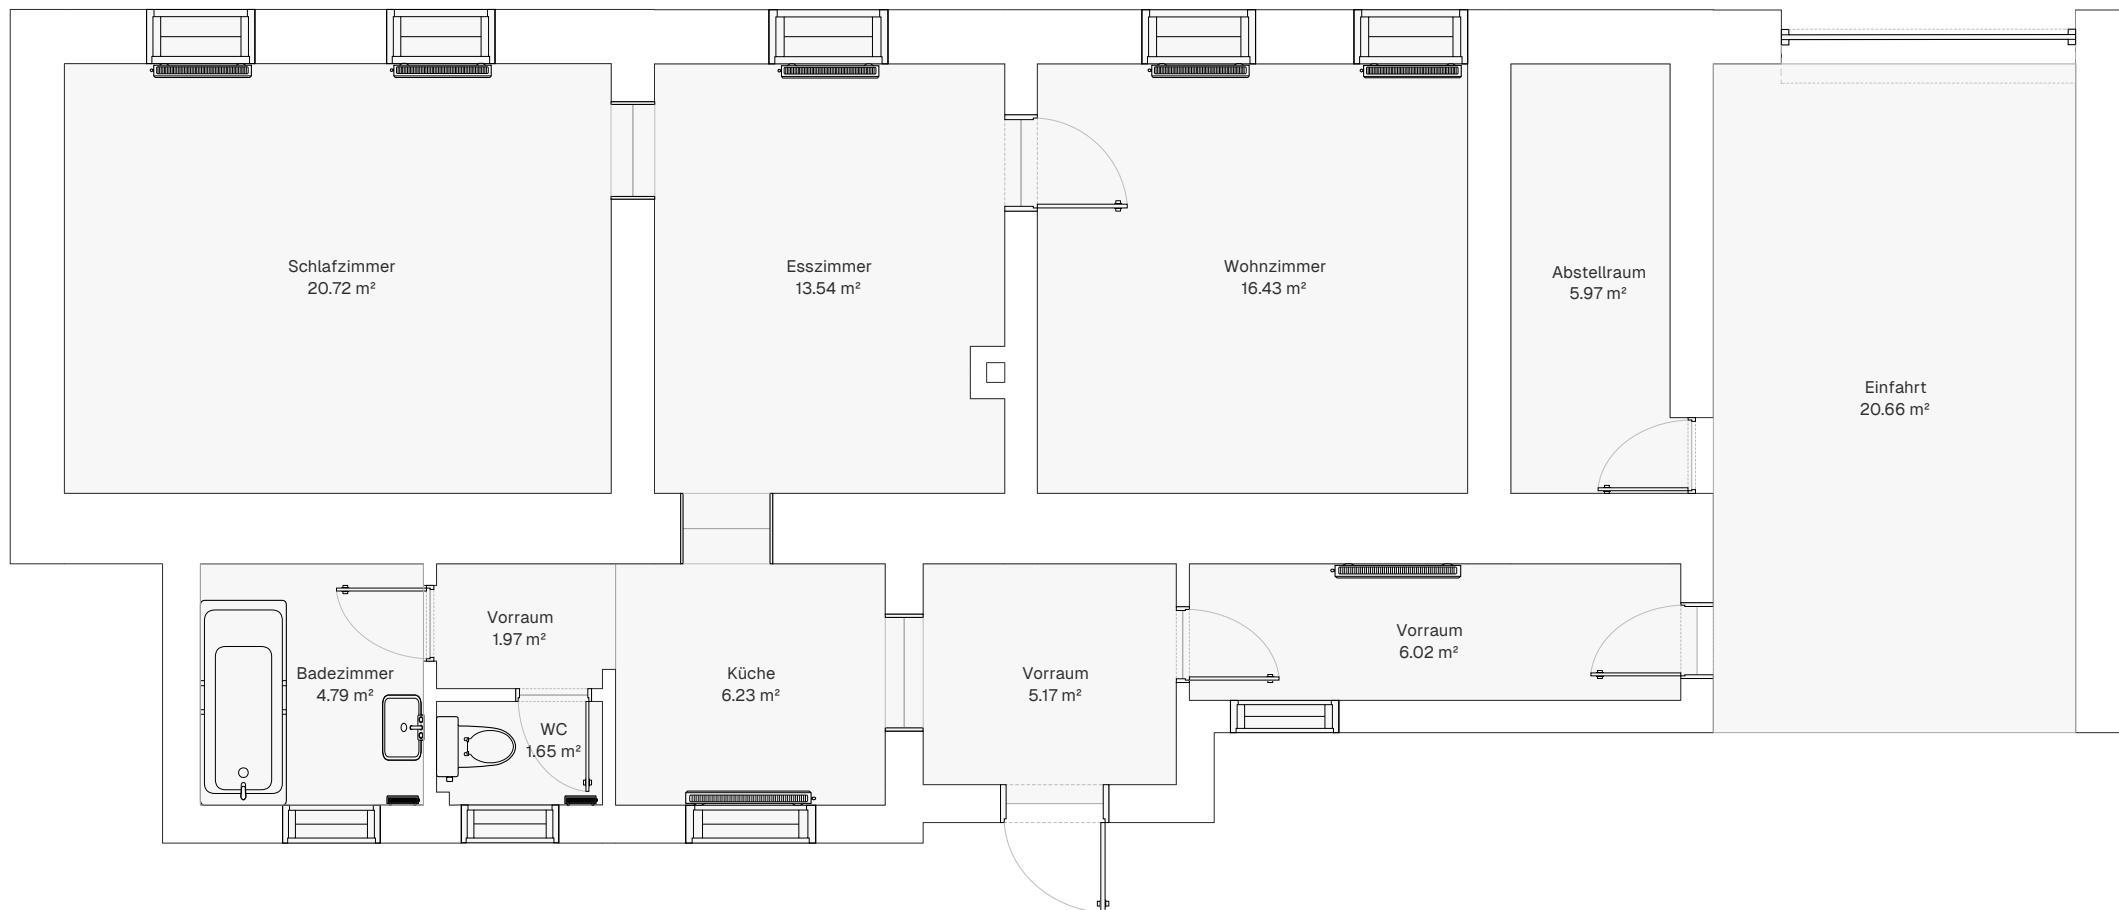 Schlafzimmer
20.72 m²
Esszimmer
13.54 m²
Wohnzimmer
16.43 m²
Abstellraum
5.97 m²
Einfahrt
20.66 m²
Vorraum
1.97 m²
Badezimmer
4.79 m²
WC
1.65 m²
Küche
6.23 m²
Vorraum
5.17 m²
Vorraum
6.02 m²